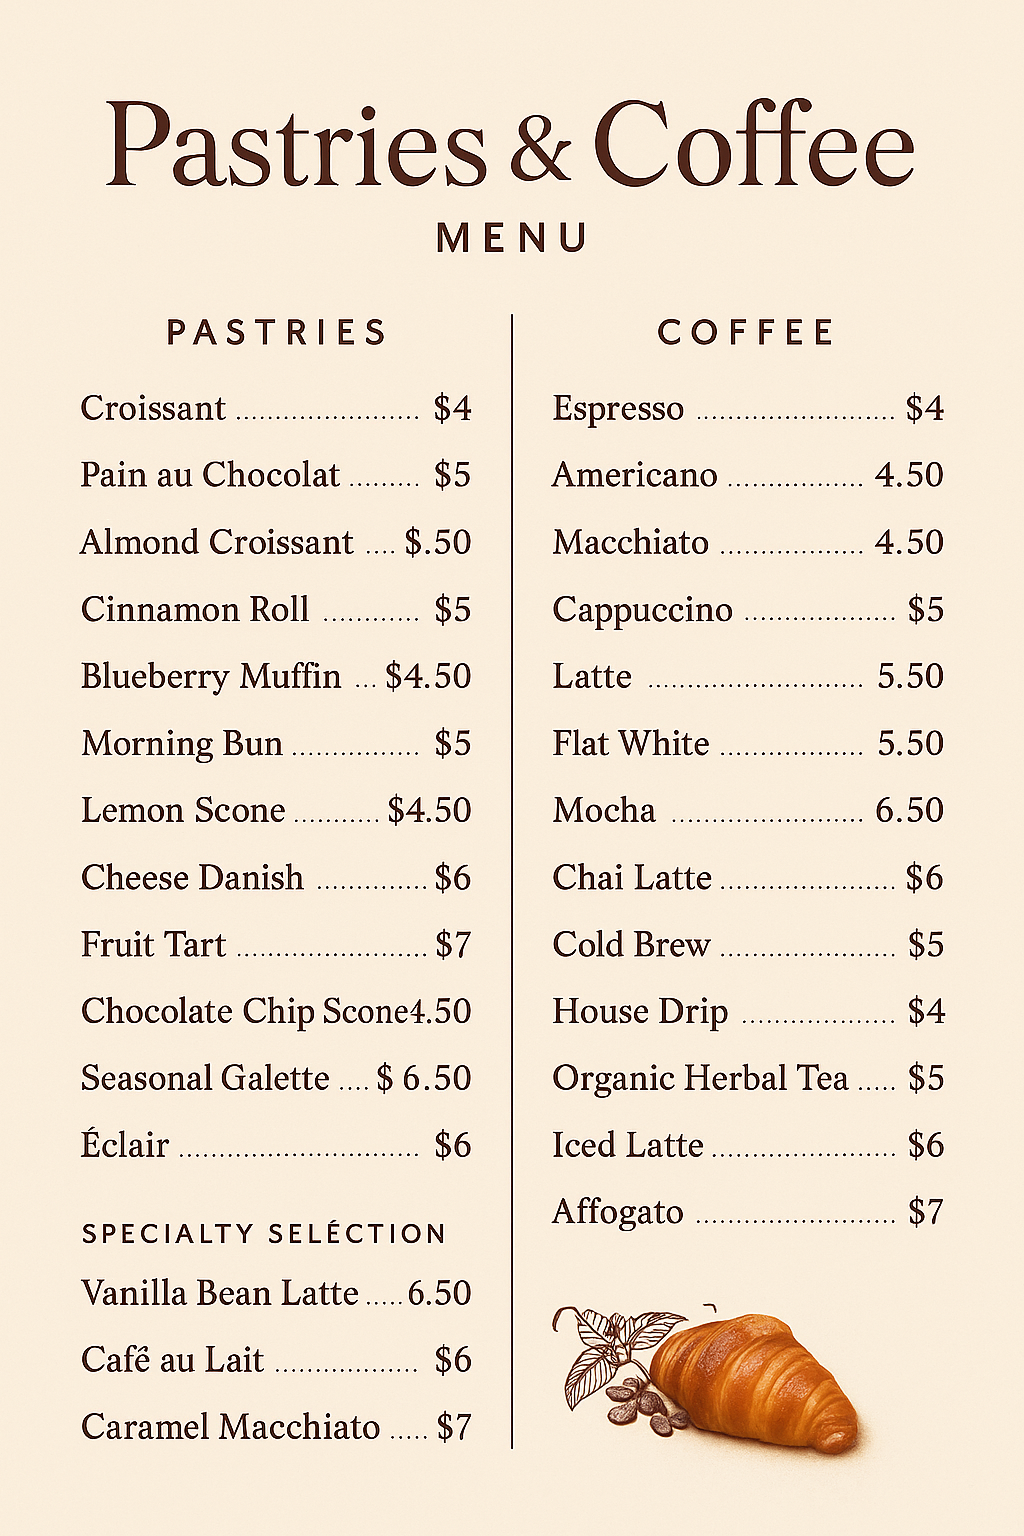 Pastries & Coffee
MENU
PASTRIES
Croissant ..................... $4
Pain au Chocolat ......... $5
Almond Croissant .... $.50
Cinnamon Roll ............ $5
Blueberry Muffin ... $4.50
Morning Bun ................ $5
Lemon Scone ........... $4.50
Cheese Danish ............. $6
Fruit Tart ...................... $7
Chocolate Chip Scone4.50
Seasonal Galette .... $ 6.50
Éclair ............................ $6
SPECIALTY SELÉCTION
Vanilla Bean Latte ..... 6.50
Café au Lait ................. $6
Caramel Macchiato ..... $7
COFFEE
Espresso ....................... $4
Americano ................ 4.50
Macchiato ................. 4.50
Cappuccino .................. $5
Latte ......................... 5.50
Flat White ................. 5.50
Mocha ...................... 6.50
Chai Latte .................... $6
Cold Brew .................... $5
House Drip .................. $4
Organic Herbal Tea ..... $5
Iced Latte ..................... $6
Affogato ....................... $7